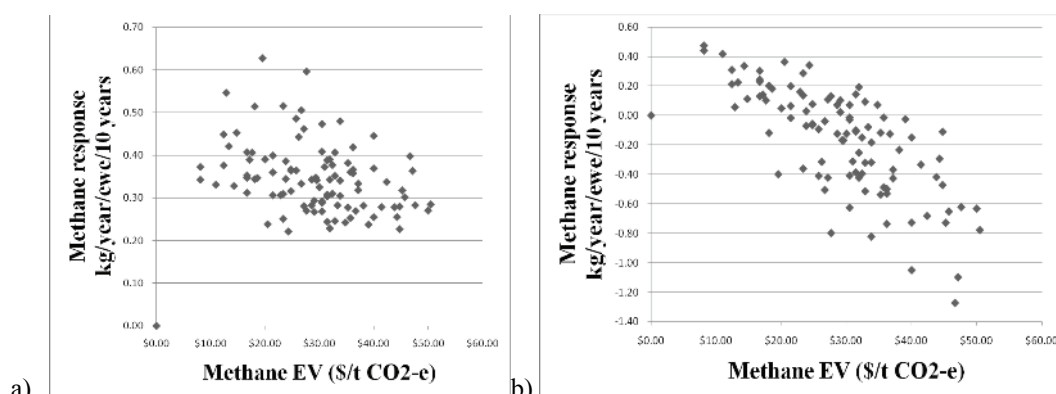 0.70
0.60
0.50
0.40
0.30
0.20
0.10
0.00
Methane response
kg/year/ewe/10 years
$0.00 $10.00 $20.00 $30.00 $40.00 $50.00 $60.00
Methane EV ($/t CO2-e)
a)
0.60
0.40
0.20
0.00
-0.20
-0.40
-0.60
-0.80
-1.00
-1.20
-1.40
Methane response
kg/year/ewe/10 years
$0.00 $10.00 $20.00 $30.00 $40.00 $50.00 $60.00
Methane EV ($/t CO2-e)
b)